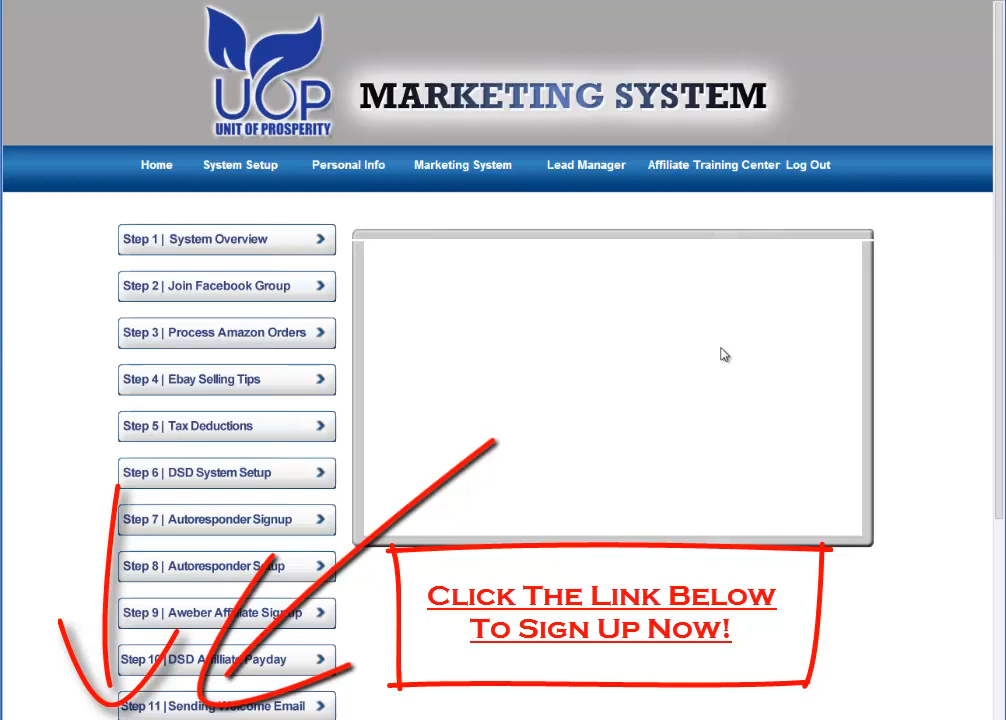 UOP
UNIT OF PROSPERITY
MARKETING SYSTEM
Home System Setup Personal Info Marketing System Lead Manager Affiliate Training Center Log Out
Step 1 | System Overview
Step 2 | Join Facebook Group
Step 3 | Process Amazon Orders
Step 4 | Ebay Selling Tips
Step 5 | Tax Deductions
Step 6 | DSD System Setup
Step 7 | Autoresponder Signup
Step 8 | Autoresponder Setup
Step 9 | Aweber Affiliate Signup
Step 10 | DSD Affiliate Payday
Step 11 | Sending Welcome Email
Click The Link Below
To Sign Up Now!